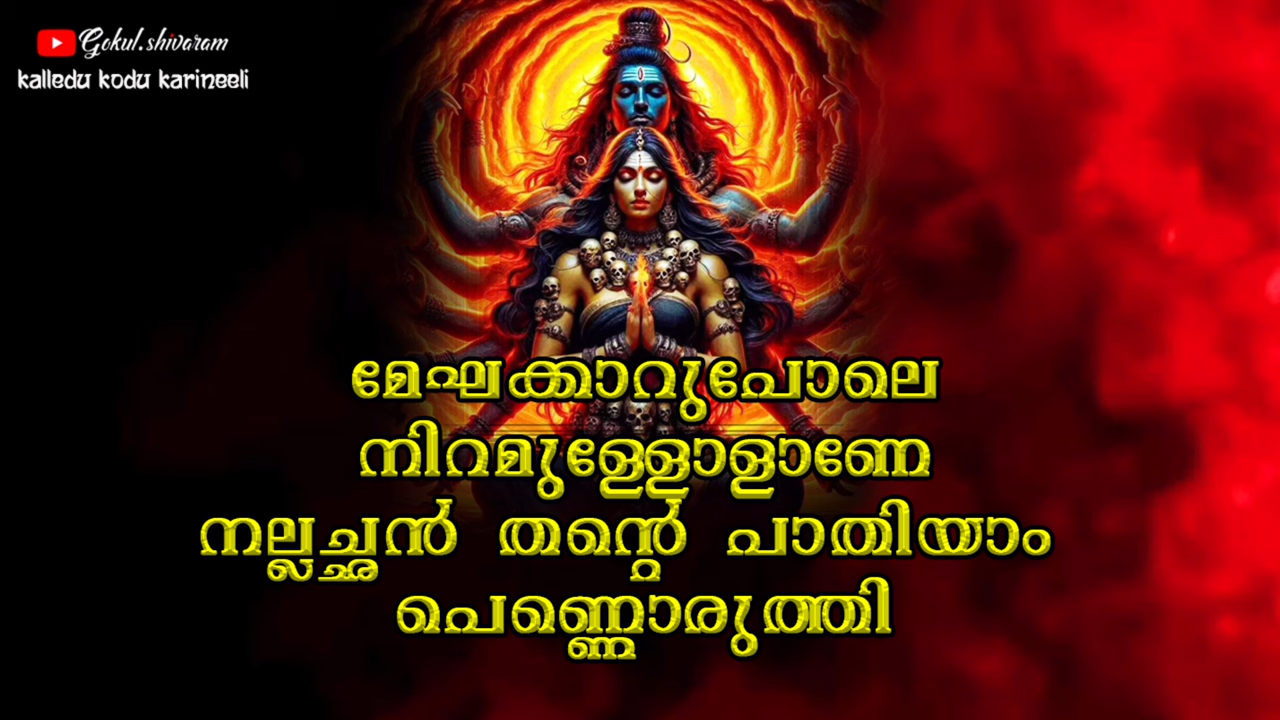 Gokul.shivaram
kalledu kodu karineeli
മേഘക്കാറുപോലെ
നിറമുള്ളോളാണേ
നല്ലച്ഛൻ തന്റെ പാതിയാം
പെണ്ണൊരുത്തി